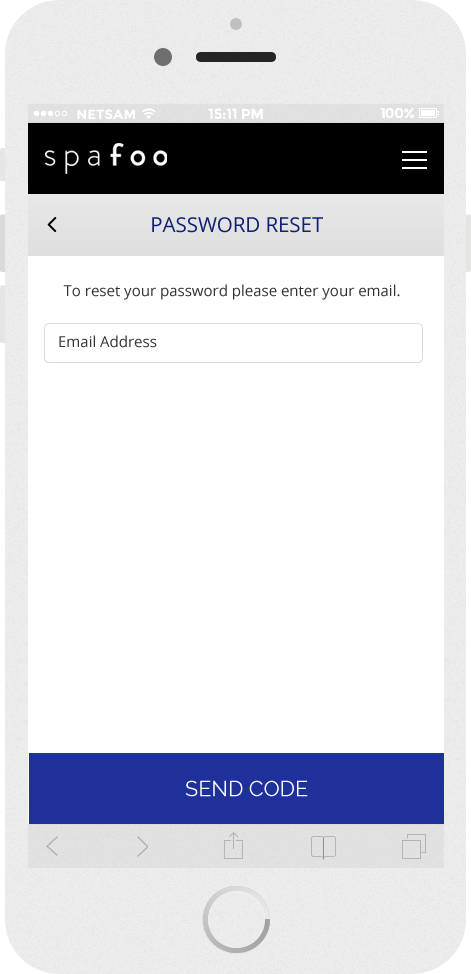 NETSAM 15:11 PM 100%
spafoo
PASSWORD RESET
To reset your password please enter your email.
Email Address
SEND CODE